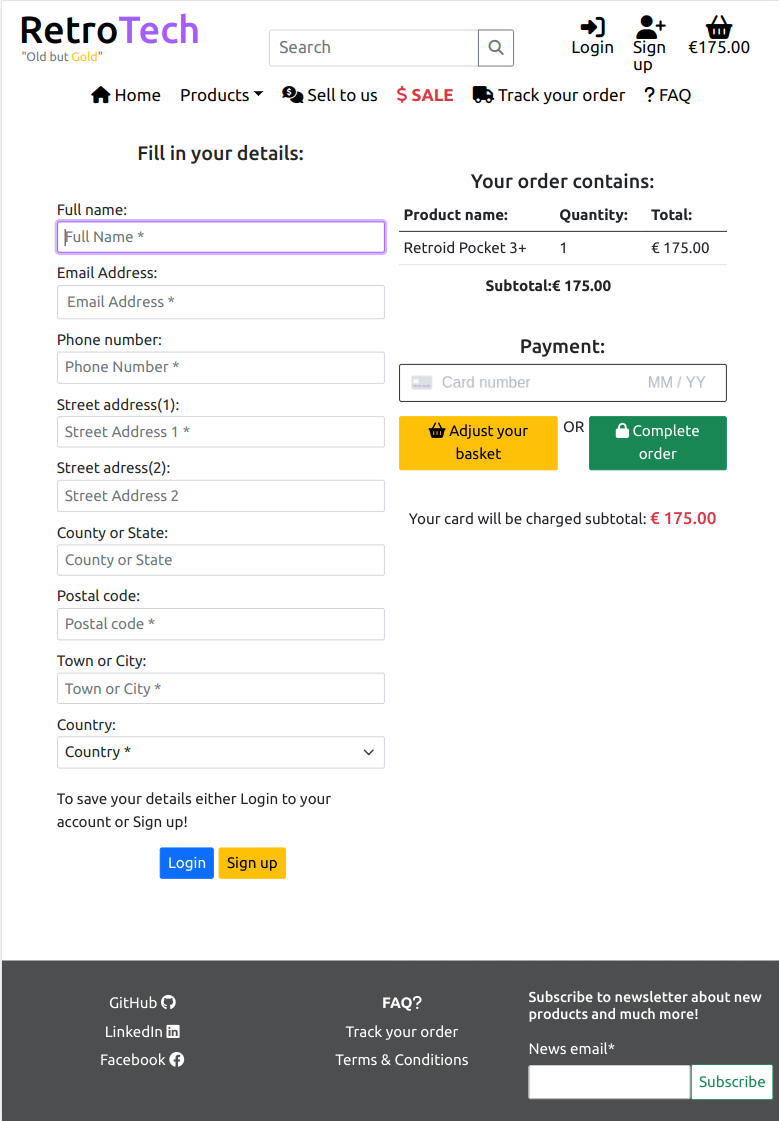 RetroTech
"Old but Gold"
Search
Login
Sign
up
€175.00
Home
Products
Sell to us
$ SALE
Track your order
? FAQ
Fill in your details:
Full name:
Full Name *
Email Address:
Email Address *
Phone number:
Phone Number *
Street address(1):
Street Address 1 *
Street adress(2):
Street Address 2
County or State:
County or State
Postal code:
Postal code *
Town or City:
Town or City *
Country:
Country *
To save your details either Login to your
account or Sign up!
Login
Sign up
Your order contains:
Product name: Quantity: Total:
Retroid Pocket 3+ 1 € 175.00
Subtotal:€ 175.00
Payment:
Card number MM / YY
Adjust your
basket
OR
Complete
order
Your card will be charged subtotal: € 175.00
GitHub
LinkedIn
Facebook
FAQ?
Track your order
Terms & Conditions
Subscribe to newsletter about new
products and much more!
News email*
Subscribe